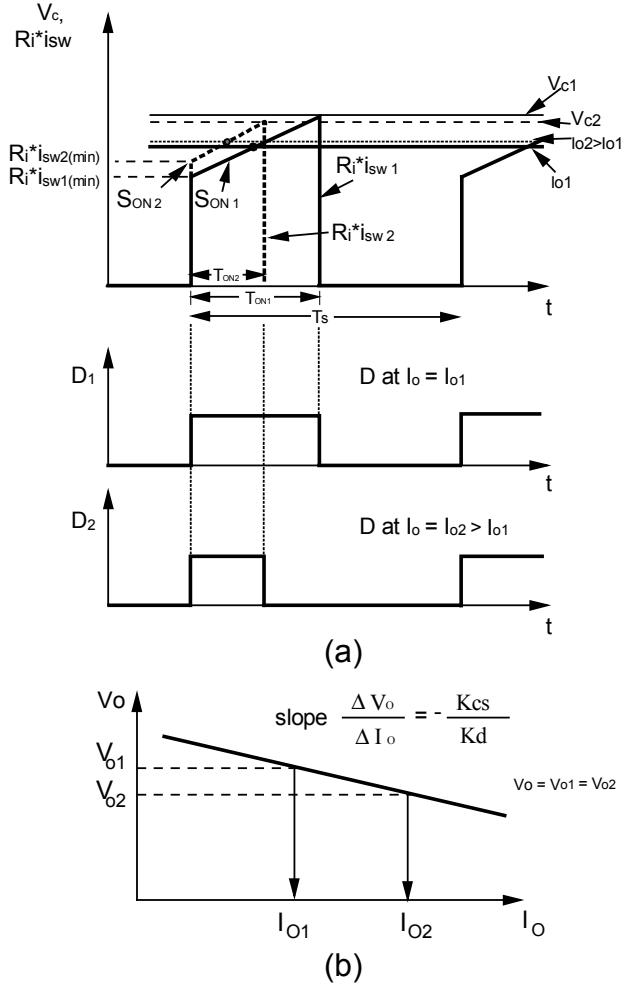 Vc,
Ri*isw
Vc1
Vc2
Io2>Io1
Io1
Ri*isw2(min)
Ri*isw1(min)
SON 2
SON 1
Ri*isw 1
Ri*isw 2
TON2
TON1
Ts
t
D1
D at Io = Io1
t
D2
D at Io = Io2 > Io1
t
(a)
Vo
slope ΔVo / ΔIo = - Kcs / Kd
Vo1
Vo2
Vo = Vo1 = Vo2
IO1
IO2
IO
(b)